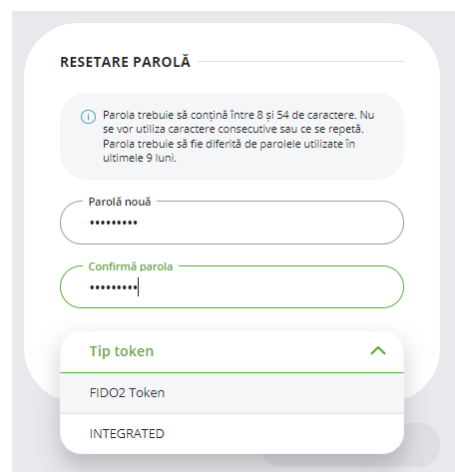 RESETARE PAROLĂ
Parola trebuie să conțină între 8 și 54 de caractere. Nu
se vor utiliza caractere consecutive sau ce se repetă.
Parola trebuie să fie diferită de parolele utilizate în
ultimele 9 luni.
Parolă nouă
•••••••••
Confirmă parola
•••••••••
Tip token
FIDO2 Token
INTEGRATED